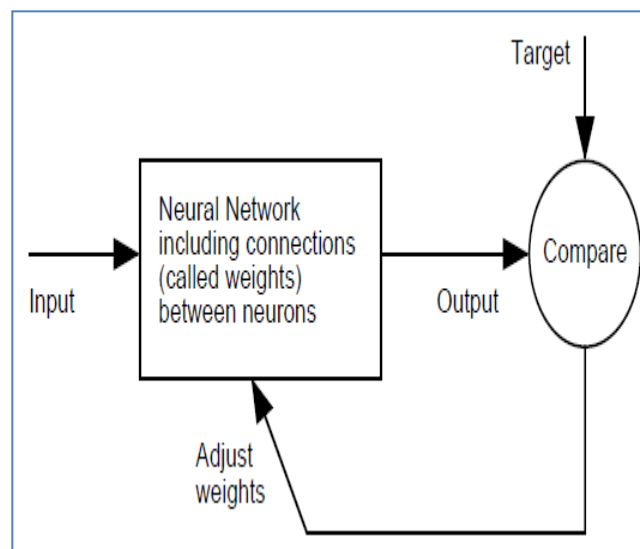 Target
Neural Network
including connections
(called weights)
between neurons
Compare
Input
Output
Adjust
weights